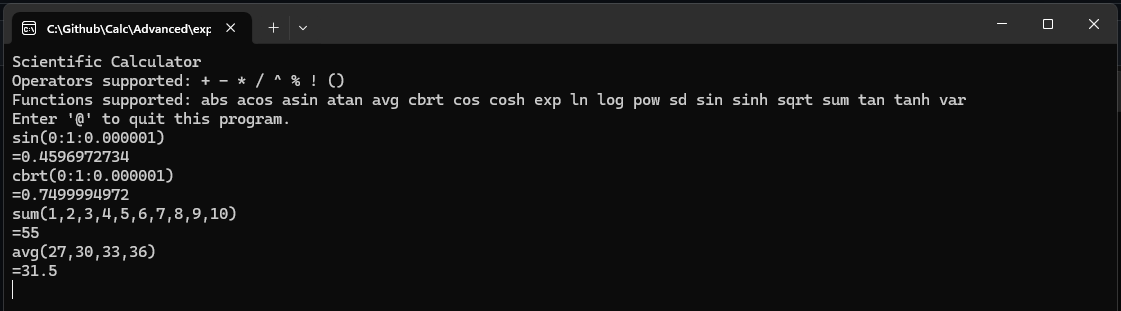 C:\Github\Calc\Advanced\exp
Scientific Calculator
Operators supported: + - * / ^ % ! ()
Functions supported: abs acos asin atan avg cbrt cos cosh exp ln log pow sd sin sinh sqrt sum tan tanh var
Enter '@' to quit this program.
sin(0:1:0.000001)
=0.4596972734
cbrt(0:1:0.000001)
=0.7499994972
sum(1,2,3,4,5,6,7,8,9,10)
=55
avg(27,30,33,36)
=31.5